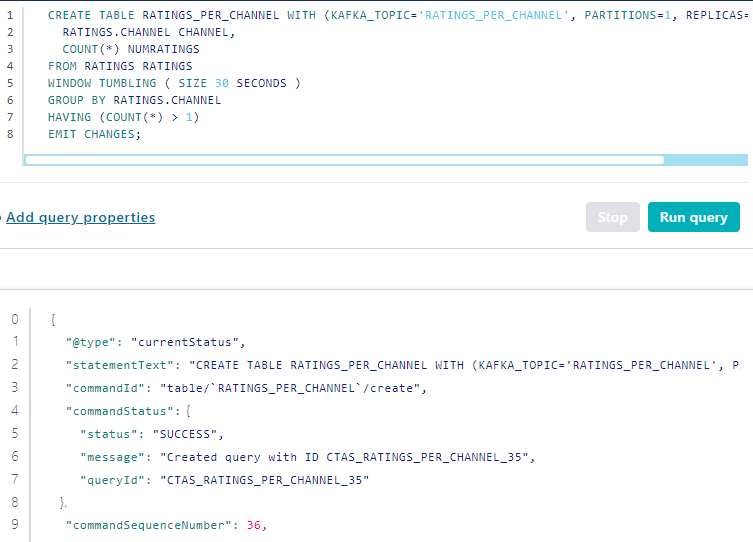 1 CREATE TABLE RATINGS_PER_CHANNEL WITH (KAFKA_TOPIC='RATINGS_PER_CHANNEL', PARTITIONS=1, REPLICAS=
2 RATINGS.CHANNEL CHANNEL,
3 COUNT(*) NUMRATINGS
4 FROM RATINGS RATINGS
5 WINDOW TUMBLING ( SIZE 30 SECONDS )
6 GROUP BY RATINGS.CHANNEL
7 HAVING (COUNT(*) > 1)
8 EMIT CHANGES;
Add query properties Stop Run query
0 {
1 "@type": "currentStatus",
2 "statementText": "CREATE TABLE RATINGS_PER_CHANNEL WITH (KAFKA_TOPIC='RATINGS_PER_CHANNEL', P
3 "commandId": "table/`RATINGS_PER_CHANNEL`/create",
4 "commandStatus": {
5 "status": "SUCCESS",
6 "message": "Created query with ID CTAS_RATINGS_PER_CHANNEL_35",
7 "queryId": "CTAS_RATINGS_PER_CHANNEL_35"
8 },
9 "commandSequenceNumber": 36,